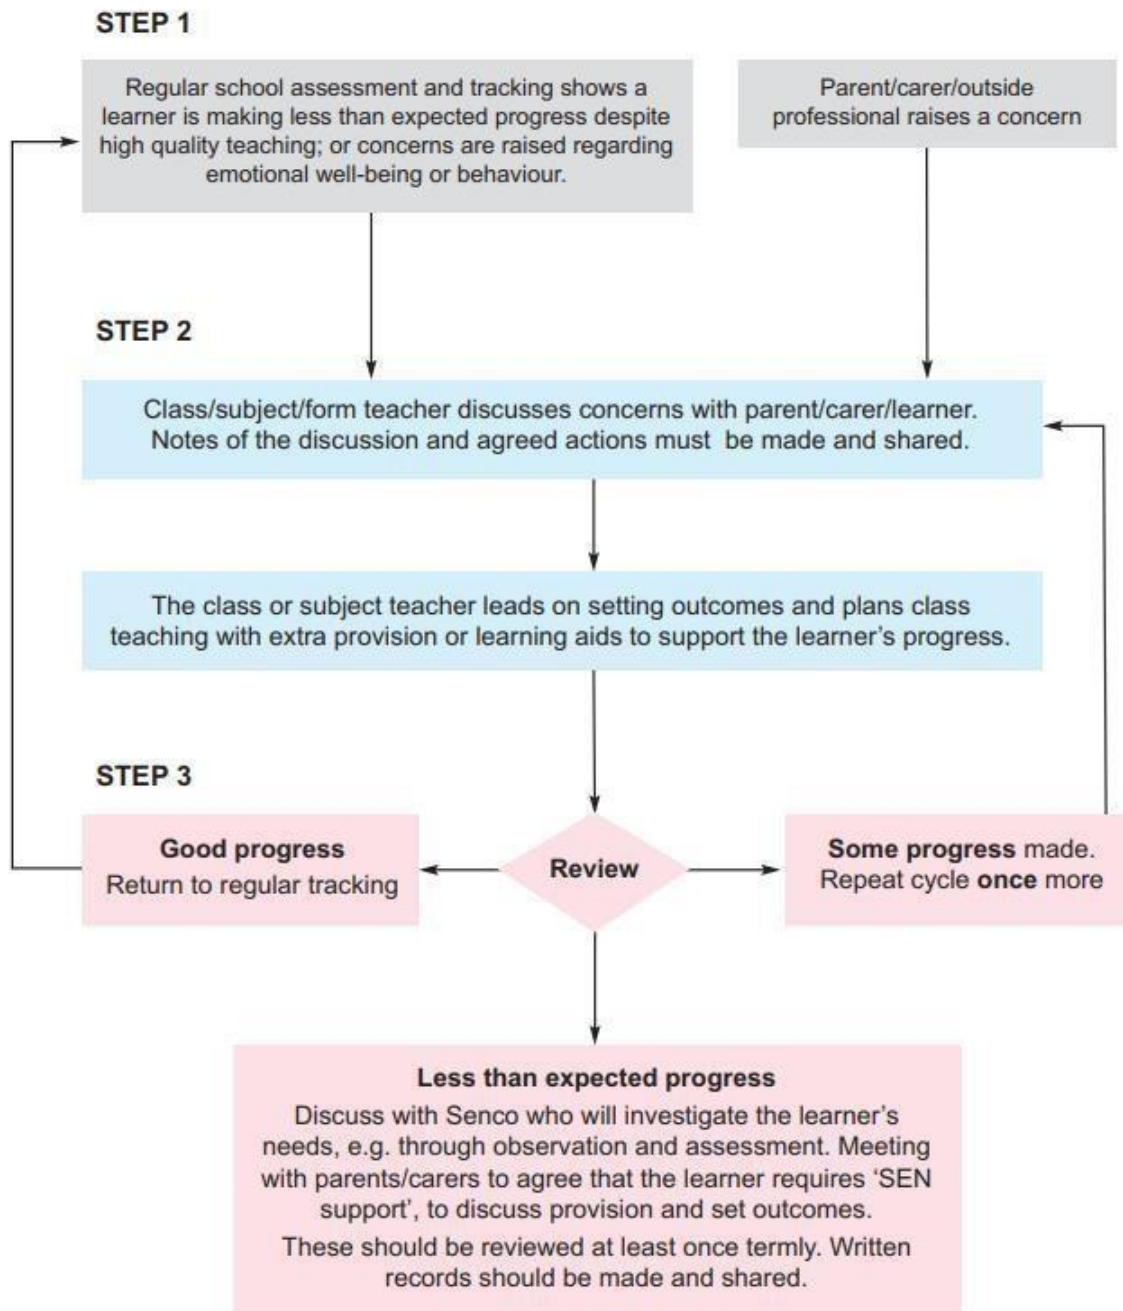 STEP 1
Regular school assessment and tracking shows a
learner is making less than expected progress despite
high quality teaching; or concerns are raised regarding
emotional well-being or behaviour.
Parent/carer/outside
professional raises a concern
STEP 2
Class/subject/form teacher discusses concerns with parent/carer/learner.
Notes of the discussion and agreed actions must be made and shared.
The class or subject teacher leads on setting outcomes and plans class
teaching with extra provision or learning aids to support the learner's progress.
STEP 3
Good progress
Return to regular tracking
Review
Some progress made.
Repeat cycle once more
Less than expected progress
Discuss with Senco who will investigate the learner's
needs, e.g. through observation and assessment. Meeting
with parents/carers to agree that the learner requires 'SEN
support', to discuss provision and set outcomes.
These should be reviewed at least once termly. Written
records should be made and shared.